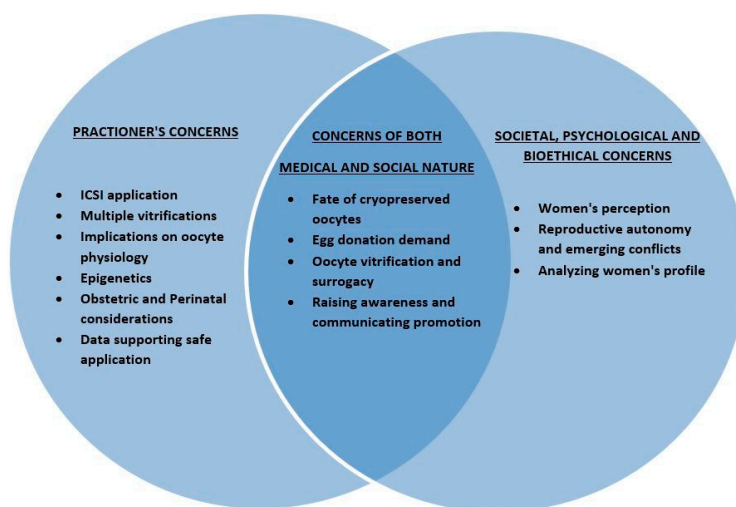 PRACTIONER'S CONCERNS
• ICSI application
• Multiple vitrifications
• Implications on oocyte
physiology
• Epigenetics
• Obstetric and Perinatal
considerations
• Data supporting safe
application
CONCERNS OF BOTH
MEDICAL AND SOCIAL NATURE
• Fate of cryopreserved
oocytes
• Egg donation demand
• Oocyte vitrification and
surrogacy
• Raising awareness and
communicating promotion
SOCIETAL, PSYCHOLOGICAL AND
BIOETHICAL CONCERNS
• Women's perception
• Reproductive autonomy
and emerging conflicts
• Analyzing women's profile